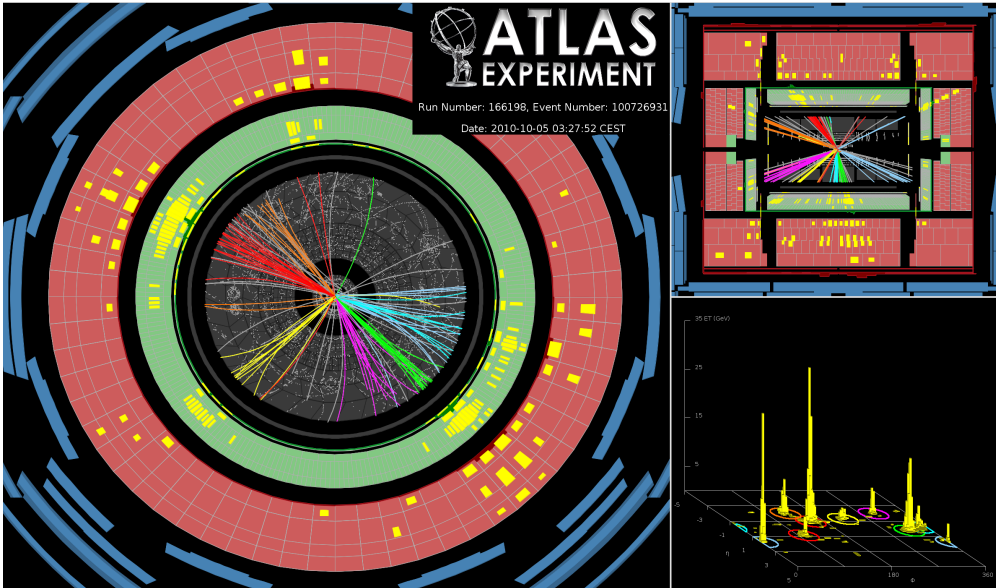 ATLAS
EXPERIMENT
Run Number: 166198, Event Number: 100726931
Date: 2010-10-05 03:27:52 CEST
35 ET (GeV)
25
15
5
-5
-3
-1
η
1
3
5
0
180
Φ
360